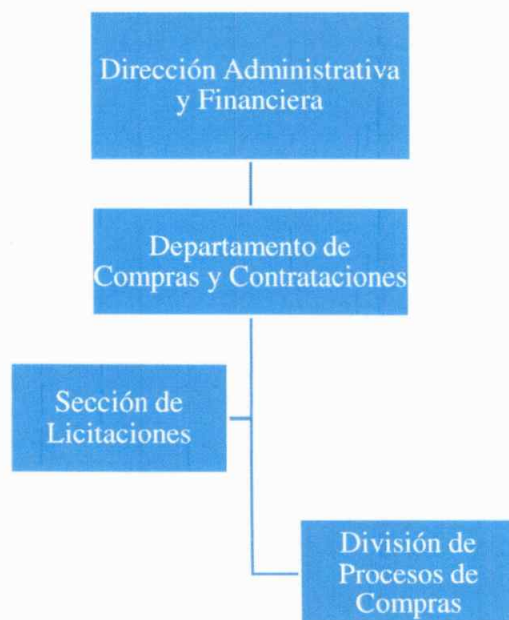 Dirección Administrativa
y Financiera
Departamento de
Compras y Contrataciones
Sección de
Licitaciones
División de
Procesos de
Compras